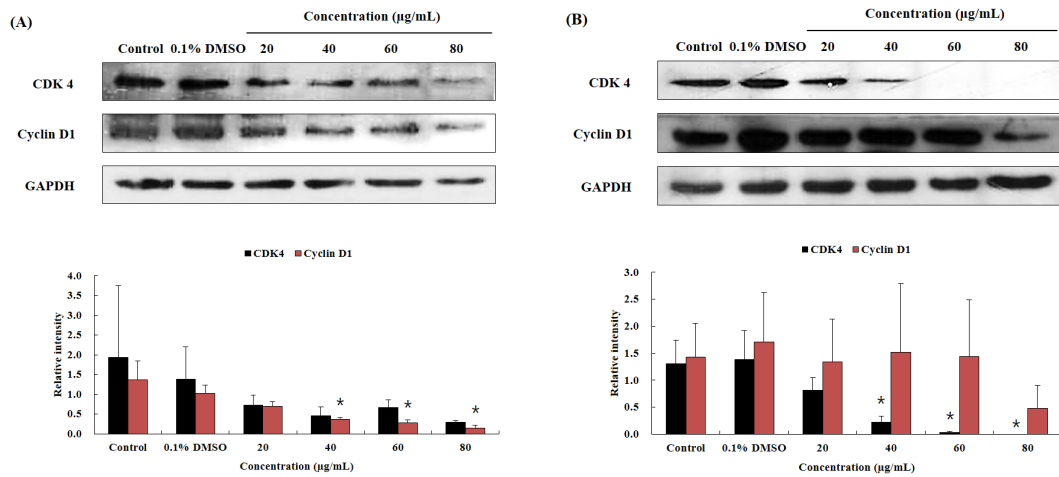 (A)
Concentration (µg/mL)
Control 0.1% DMSO 20 40 60 80
CDK 4
Cyclin D1
GAPDH
CDK4 Cyclin D1
Relative intensity
4.0
3.5
3.0
2.5
2.0
1.5
1.0
0.5
0.0
* * *
Control 0.1% DMSO 20 40 60 80
Concentration (µg/mL)
(B)
Concentration (µg/mL)
Control 0.1% DMSO 20 40 60 80
CDK 4
Cyclin D1
GAPDH
CDK4 Cyclin D1
Relative intensity
3.0
2.5
2.0
1.5
1.0
0.5
0.0
* * *
Control 0.1% DMSO 20 40 60 80
Concentration (µg/mL)